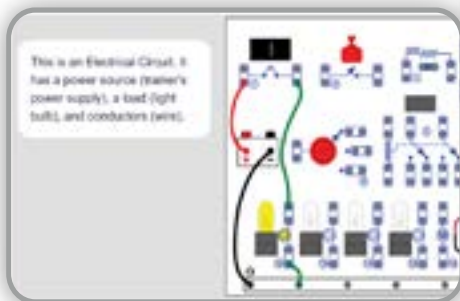 This is an Electrical Circuit. It
has a power source (trainer's
power supply), a load (light
bulb), and conductors (wire).